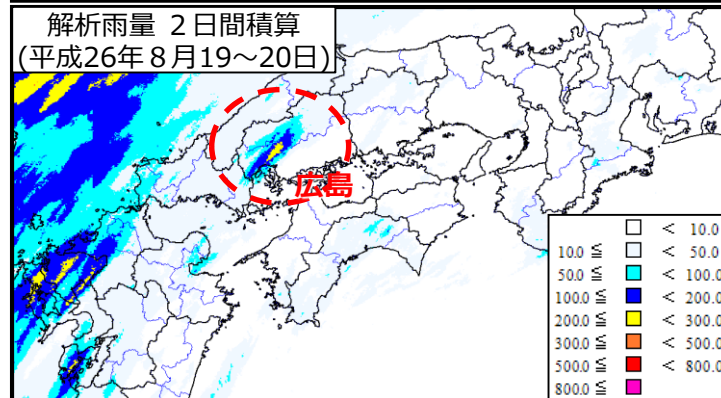 解析雨量 ２日間積算
(平成26年８月19～20日)
広島
< 10.0
10.0 ≦ < 50.0
50.0 ≦ < 100.0
100.0 ≦ < 200.0
200.0 ≦ < 300.0
300.0 ≦ < 500.0
500.0 ≦ < 800.0
800.0 ≦